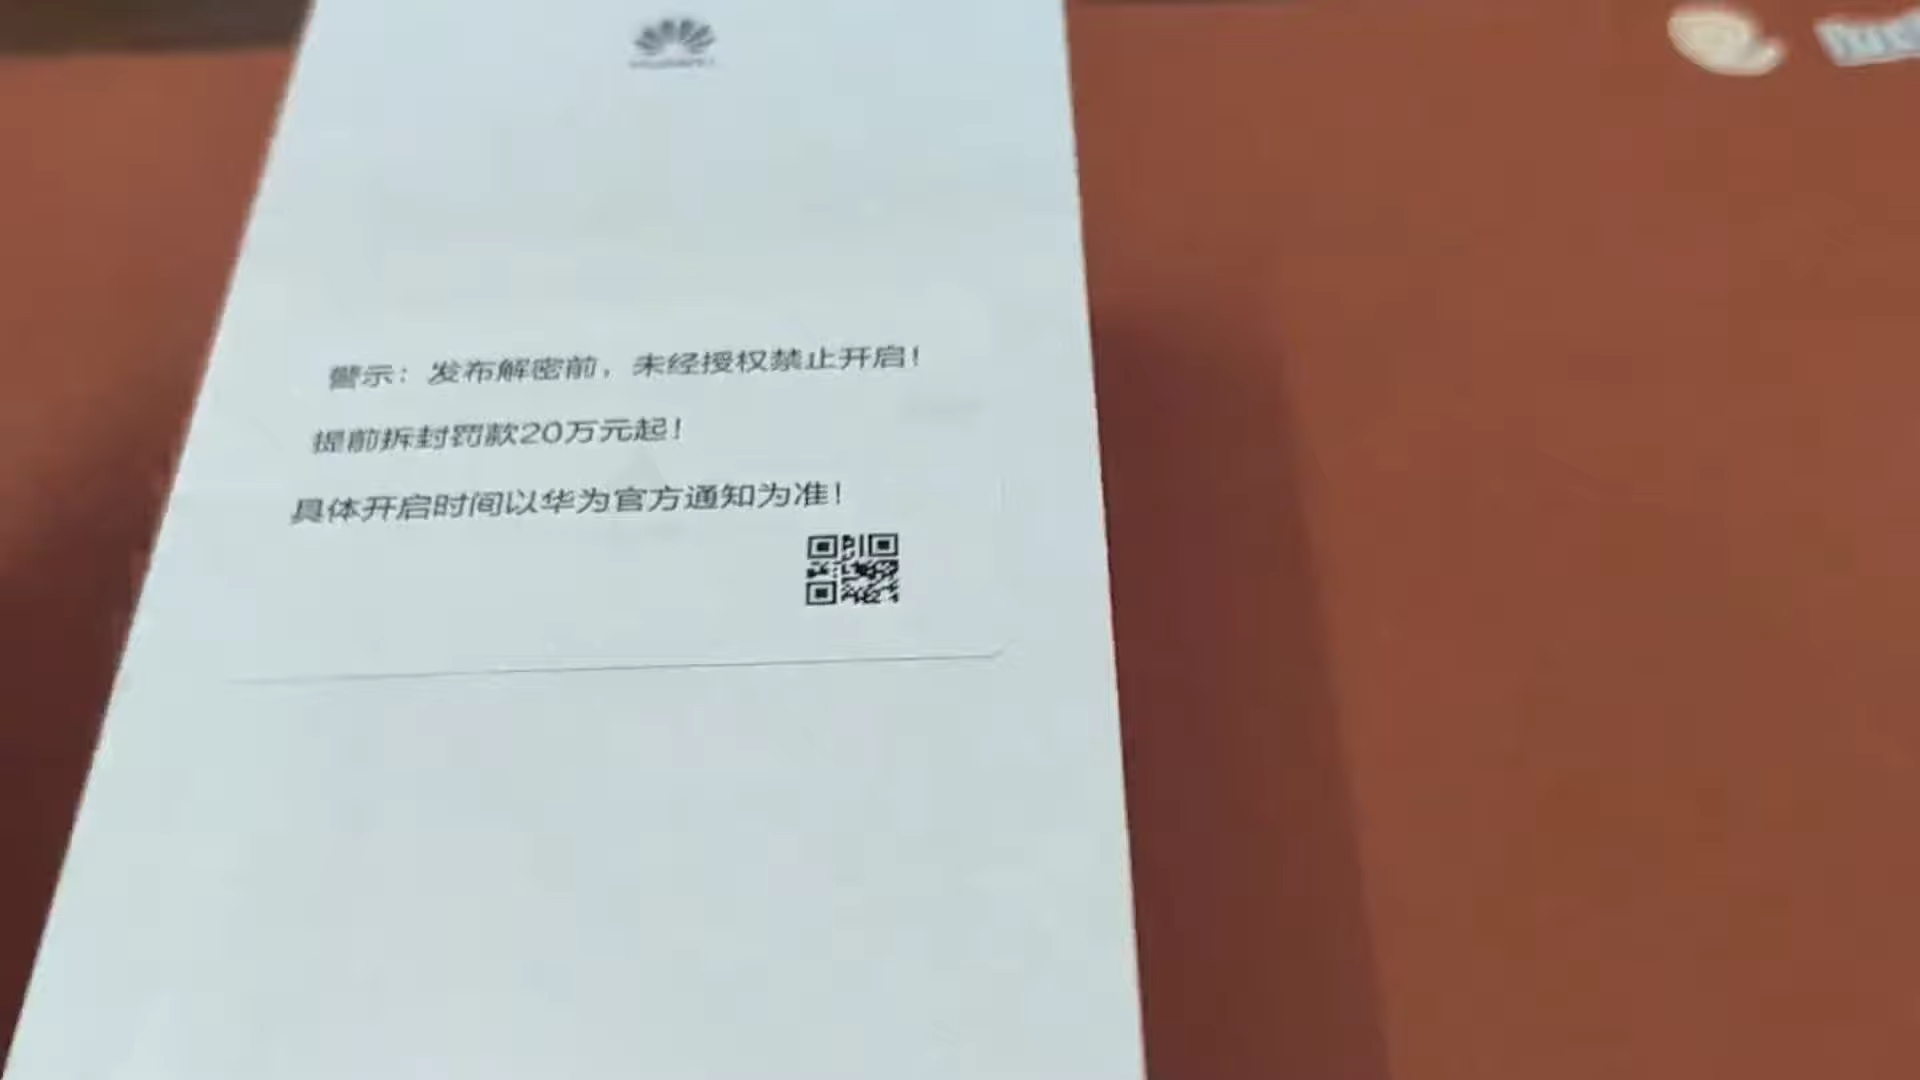 HUAWEI
警示：发布解密前，未经授权禁止开启！
提前拆封罚款20万元起！
具体开启时间以华为官方通知为准！